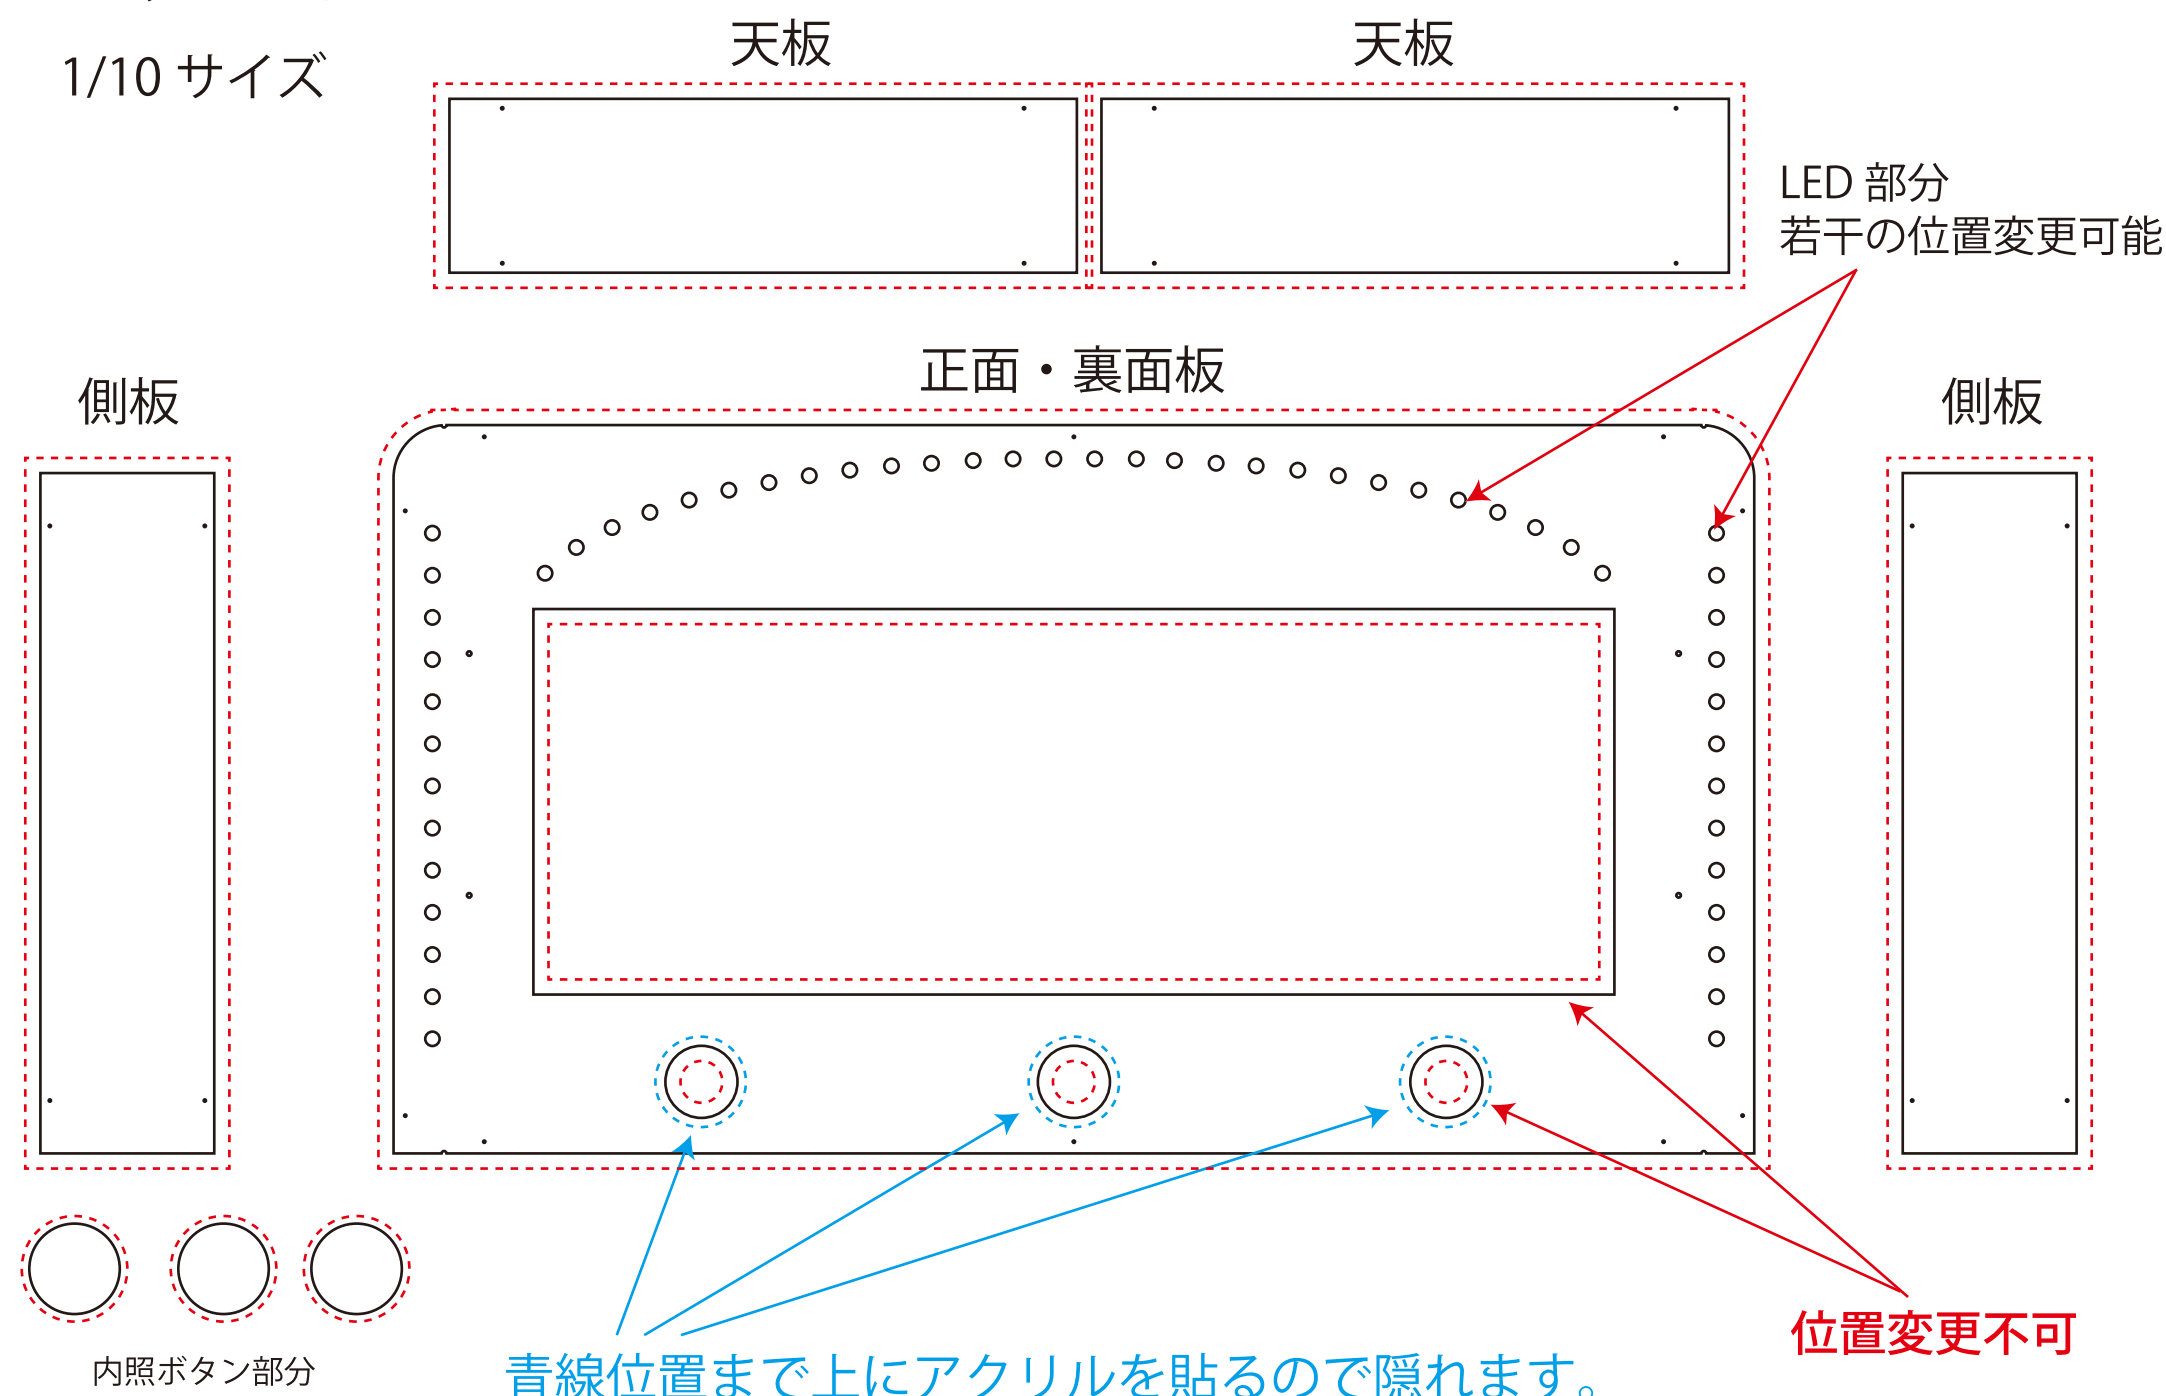 1/10 サイズ
天板
天板
LED 部分
若干の位置変更可能
正面・裏面板
側板
側板
位置変更不可
内照ボタン部分
青線位置まで上にアクリルを貼るので隠れます。